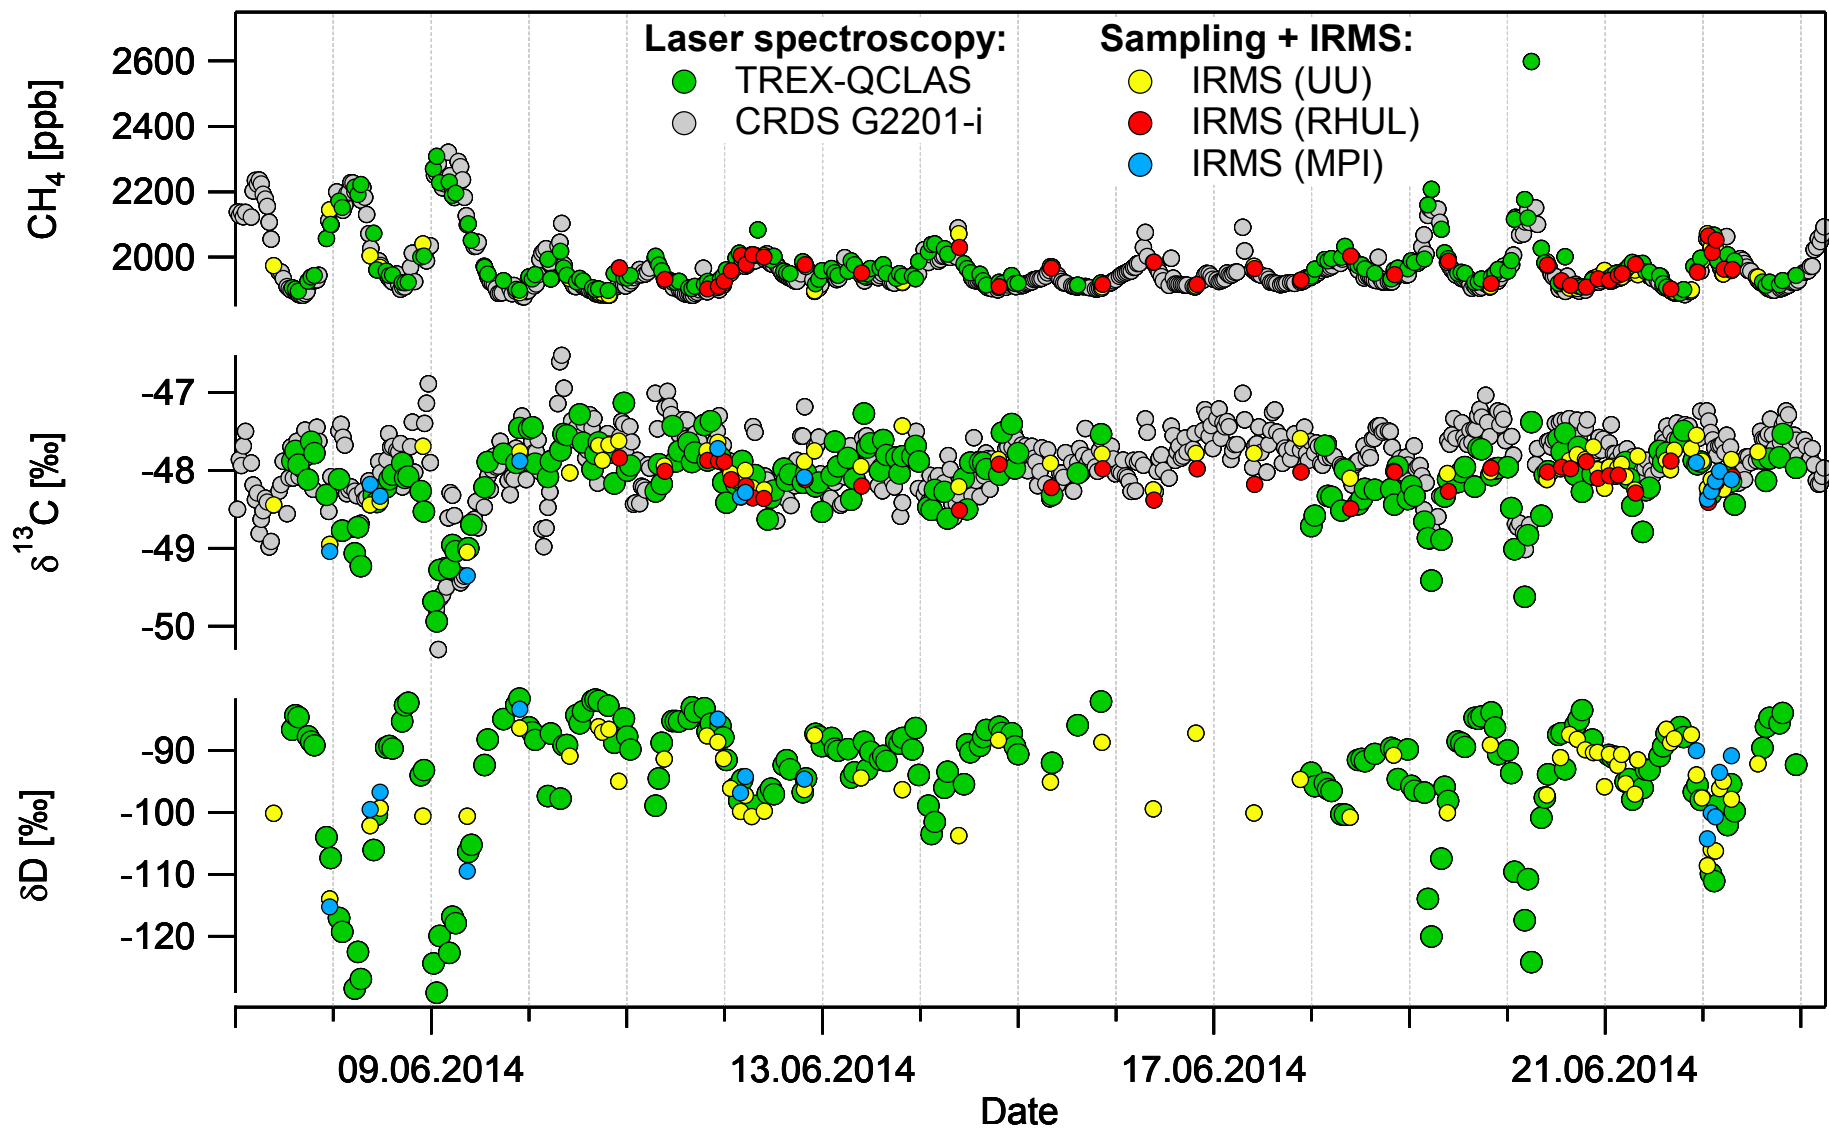 Laser spectroscopy:
TREX-QCLAS
CRDS G2201-i
Sampling + IRMS:
IRMS (UU)
IRMS (RHUL)
IRMS (MPI)
CH4 [ppb]
2600
2400
2200
2000
δ13C [‰]
-47
-48
-49
-50
δD [‰]
-90
-100
-110
-120
09.06.2014
13.06.2014
17.06.2014
21.06.2014
Date